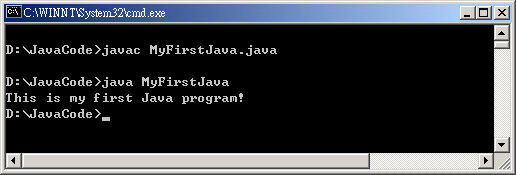 C:\WINNT\System32\cmd.exe
D:\JavaCode>javac MyFirstJava.java
D:\JavaCode>java MyFirstJava
This is my first Java program!
D:\JavaCode>_